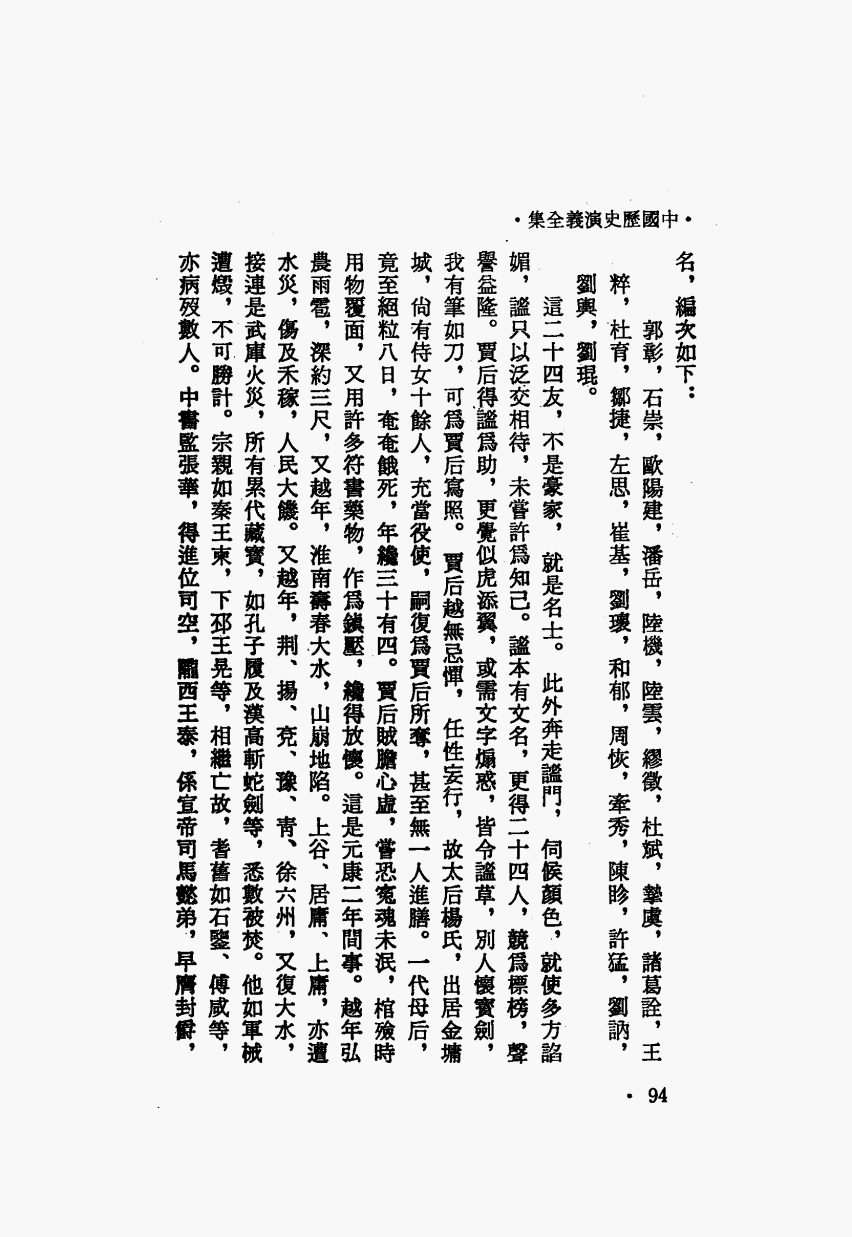 •中國歷史演義全集•
名，編次如下：
郭彰，石崇，歐陽建，潘岳，陸機，陸雲，繆徵，杜斌，摯虞，諸葛詮，王
粹，杜育，鄒捷，左思，崔基，劉瓌，和郁，周恢，牽秀，陳眕，許猛，劉訥，
劉輿，劉琨。
這二十四友，不是豪家，就是名士。此外奔走謐門，伺候顏色，就使多方諂
媚，謐只以泛交相待，未嘗許爲知己。謐本有文名，更得二十四人，競爲標榜，聲
譽益隆。賈后得謐爲助，更覺似虎添翼，或需文字煽惑，皆令謐草，別人懷寶劍，
我有筆如刀，可爲賈后寫照。賈后越無忌憚，任性妄行，故太后楊氏，出居金墉
城，尙有侍女十餘人，充當役使，嗣復爲賈后所奪，甚至無一人進膳。一代母后，
竟至絕粒八日，奄奄餓死，年纔三十有四。賈后賊膽心虛，嘗恐冤魂未泯，棺殮時
用物覆面，又用許多符書藥物，作爲鎭壓，纔得放懷。這是元康二年間事。越年弘
農雨雹，深約三尺，又越年，淮南壽春大水，山崩地陷。上谷、居庸、上庸，亦遭
水災，傷及禾稼，人民大饑。又越年，荆、揚、兗、豫、靑、徐六州，又復大水，
接連是武庫火災，所有累代藏寶，如孔子履及漢高斬蛇劍等，悉數被焚。他如軍械
遭燬，不可勝計。宗親如秦王柬，下邳王晃等，相繼亡故，耆舊如石鑒、傅咸等，
亦病歿數人。中書監張華，得進位司空，隴西王泰，係宣帝司馬懿弟，早膺封爵，
•94